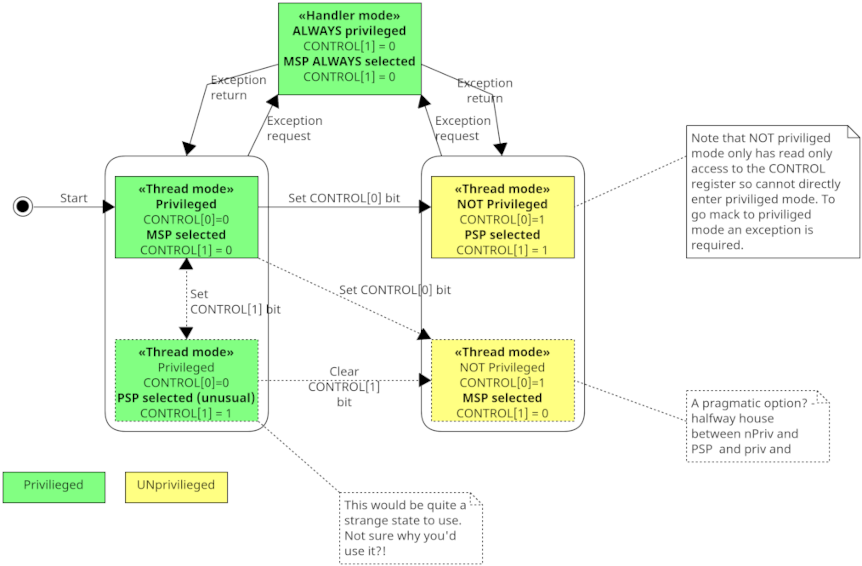 «Handler mode»
ALWAYS privileged
CONTROL[1] = 0
MSP ALWAYS selected
CONTROL[1] = 0
Exception
return
Exception
return
Exception
request
Exception
request
Start
«Thread mode»
Privileged
CONTROL[0]=0
MSP selected
CONTROL[1] = 0
Set CONTROL[0] bit
«Thread mode»
NOT Privileged
CONTROL[0]=1
PSP selected
CONTROL[1] = 1
Note that NOT priviliged
mode only has read only
access to the CONTROL
register so cannot directly
enter priviliged mode. To
go mack to priviliged
mode an exception is
required.
Set
CONTROL[1] bit
Set CONTROL[0] bit
«Thread mode»
Privileged
CONTROL[0]=0
PSP selected (unusual)
CONTROL[1] = 1
Clear
CONTROL[1]
bit
«Thread mode»
NOT Privileged
CONTROL[0]=1
MSP selected
CONTROL[1] = 0
A pragmatic option? -
halfway house
between nPriv and
PSP and priv and
Privilieged
UNprivilieged
This would be quite a
strange state to use.
Not sure why you'd
use it?!